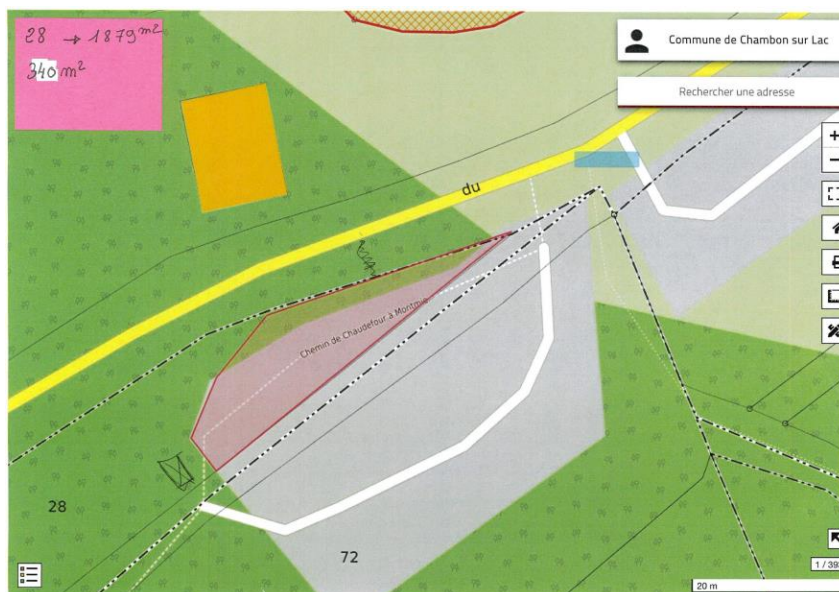 28 → 1879 m²
340 m²
Commune de Chambon sur Lac
Rechercher une adresse
du
Chemin de Chaudefour à Montmie
28
72
1 / 393
20 m